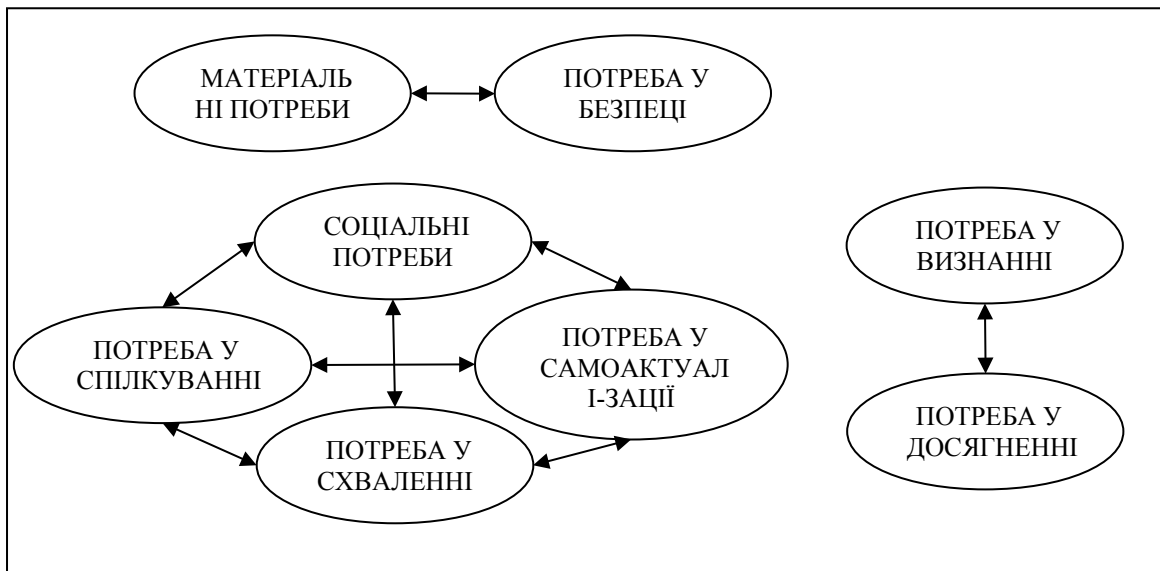 МАТЕРІАЛЬ
НІ ПОТРЕБИ
ПОТРЕБА У
БЕЗПЕЦІ
СОЦІАЛЬНІ
ПОТРЕБИ
ПОТРЕБА У
ВИЗНАННІ
ПОТРЕБА У
СПІЛКУВАННІ
ПОТРЕБА У
САМОАКТУАЛ
І-ЗАЦІЇ
ПОТРЕБА У
СХВАЛЕННІ
ПОТРЕБА У
ДОСЯГНЕННІ